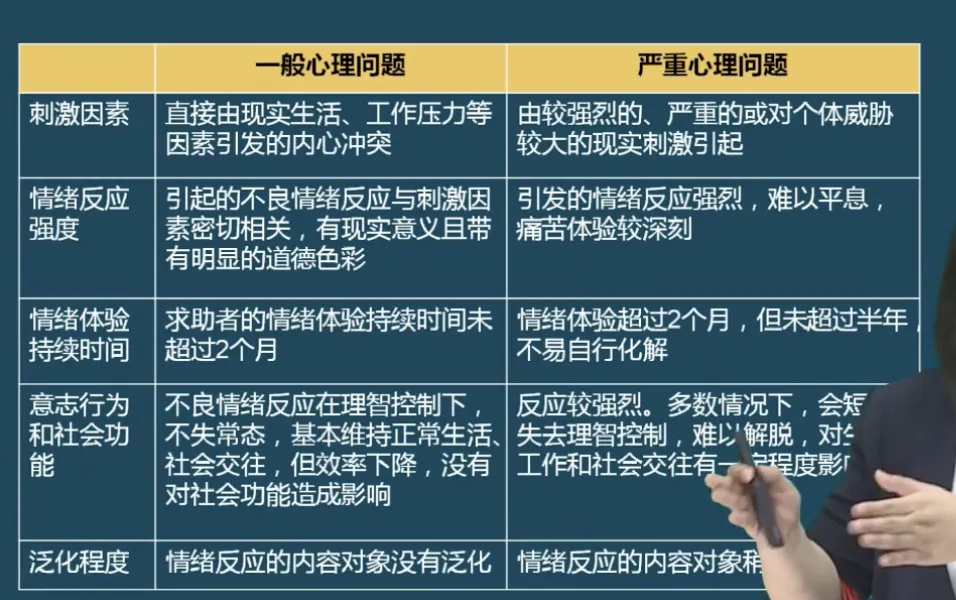 一般心理问题
严重心理问题
刺激因素
直接由现实生活、工作压力等
因素引发的内心冲突
由较强烈的、严重的或对个体威胁
较大的现实刺激引起
情绪反应
强度
引起的不良情绪反应与刺激因
素密切相关，有现实意义且带
有明显的道德色彩
引发的情绪反应强烈，难以平息，
痛苦体验较深刻
情绪体验
持续时间
求助者的情绪体验持续时间未
超过2个月
情绪体验超过2个月，但未超过半年，
不易自行化解
意志行为
和社会功
能
不良情绪反应在理智控制下，
不失常态，基本维持正常生活、
社会交往，但效率下降，没有
对社会功能造成影响
反应较强烈。多数情况下，会短
失去理智控制，难以解脱，对
工作和社会交往有一定程度影
泛化程度
情绪反应的内容对象没有泛化
情绪反应的内容对象